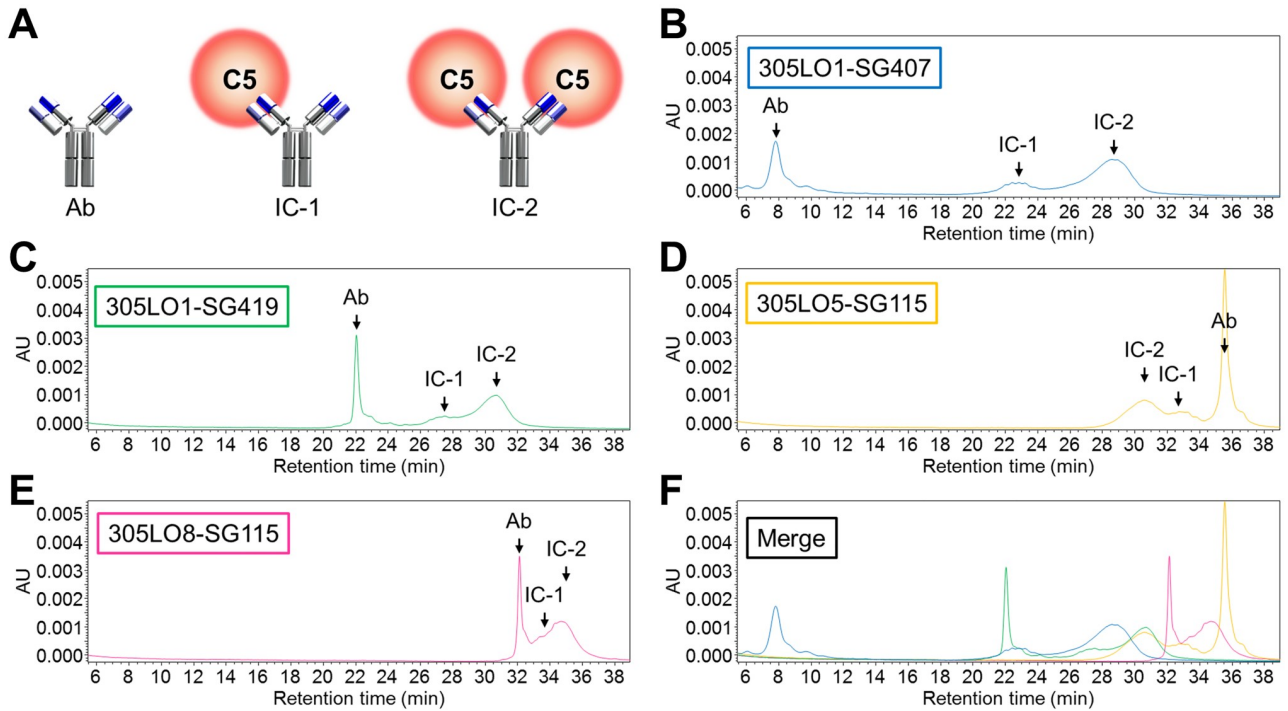 A
C5
C5
C5
Ab
IC-1
IC-2
B
305LO1-SG407
AU
0.005
0.004
0.003
0.002
0.001
0.000
Ab
IC-1
IC-2
6 8 10 12 14 16 18 20 22 24 26 28 30 32 34 36 38
Retention time (min)
C
305LO1-SG419
AU
0.005
0.004
0.003
0.002
0.001
0.000
Ab
IC-1
IC-2
6 8 10 12 14 16 18 20 22 24 26 28 30 32 34 36 38
Retention time (min)
D
305LO5-SG115
AU
0.005
0.004
0.003
0.002
0.001
0.000
Ab
IC-2
IC-1
6 8 10 12 14 16 18 20 22 24 26 28 30 32 34 36 38
Retention time (min)
E
305LO8-SG115
AU
0.005
0.004
0.003
0.002
0.001
0.000
Ab
IC-2
IC-1
6 8 10 12 14 16 18 20 22 24 26 28 30 32 34 36 38
Retention time (min)
F
Merge
AU
0.005
0.004
0.003
0.002
0.001
0.000
6 8 10 12 14 16 18 20 22 24 26 28 30 32 34 36 38
Retention time (min)